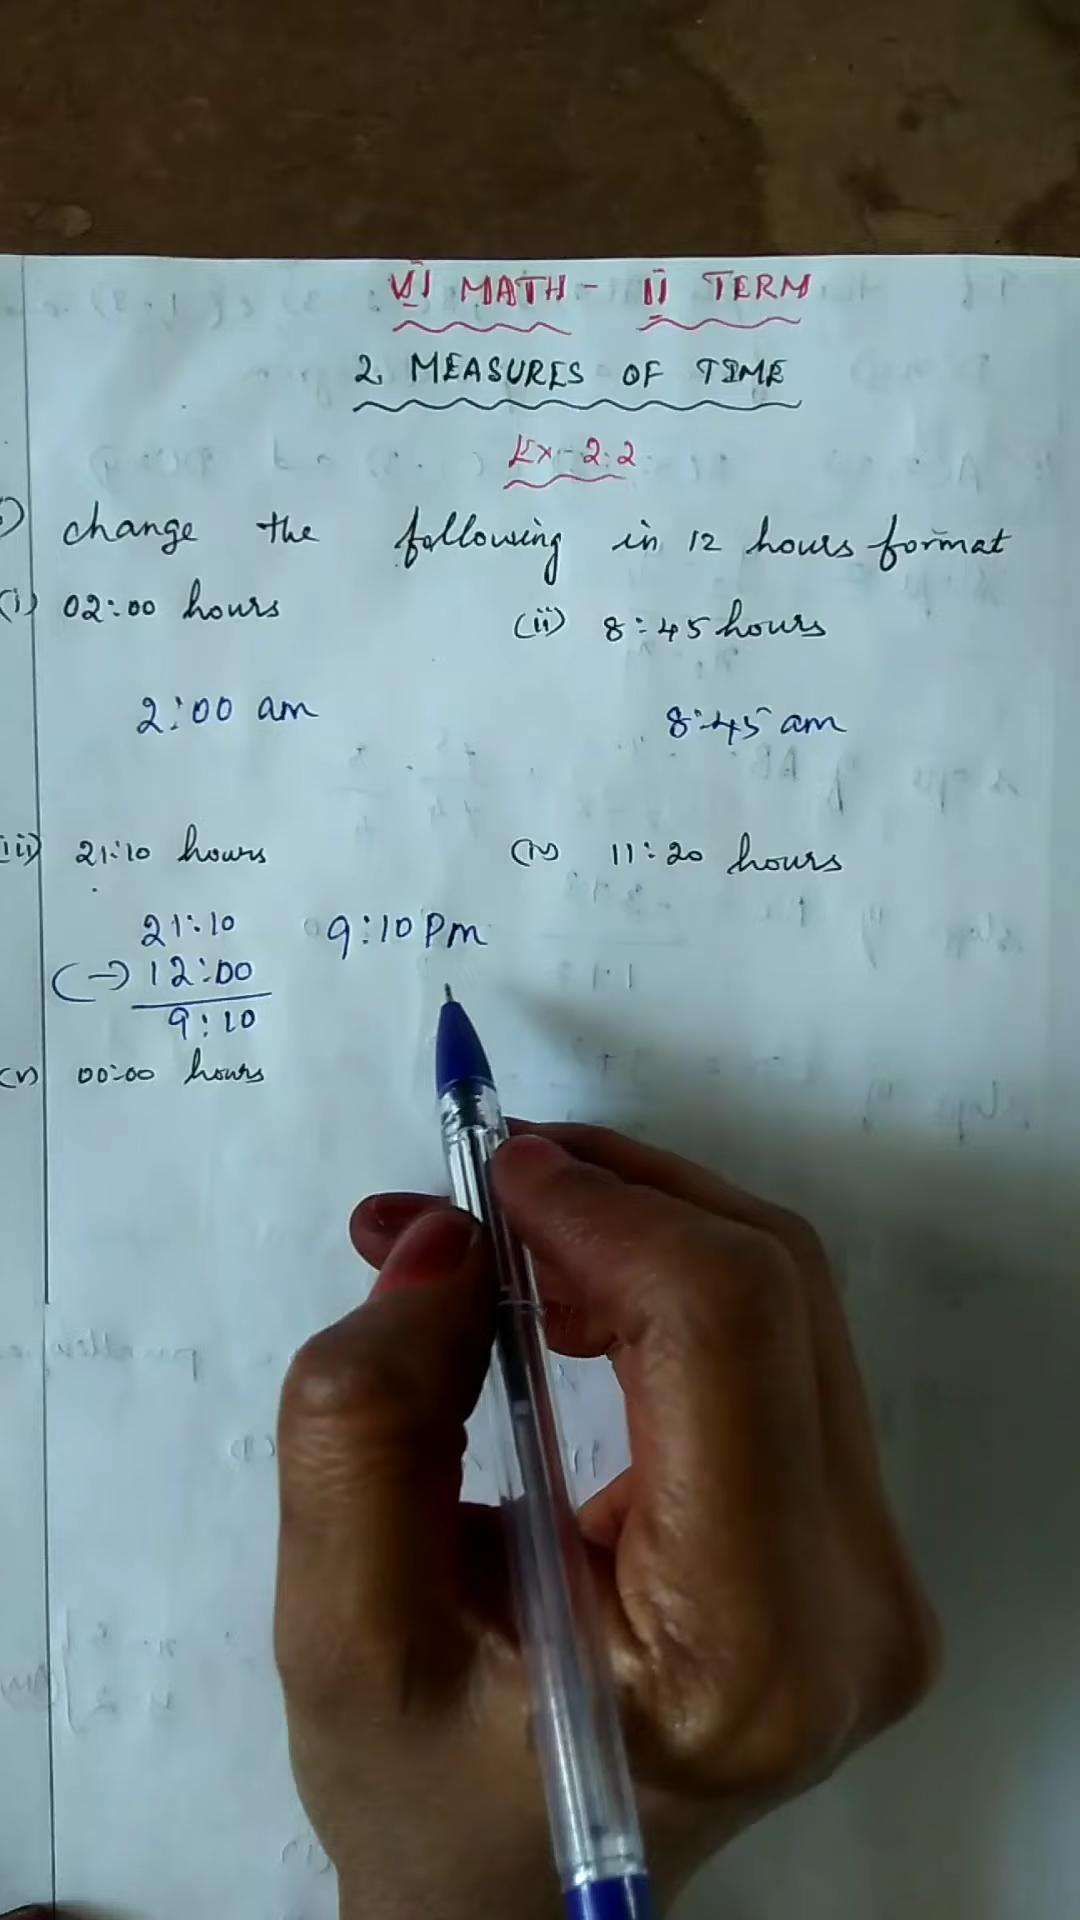 VI MATH - II TERM
2. MEASURES OF TIME
Ex-2.2
change the following in 12 hours format
(i) 02:00 hours
(ii) 8:45 hours
2:00 am
8:45 am
(iii) 21:10 hours
(iv) 11:20 hours
21:10
9:10 Pm
(-) 12:00
9:10
(v) 00:00 hours